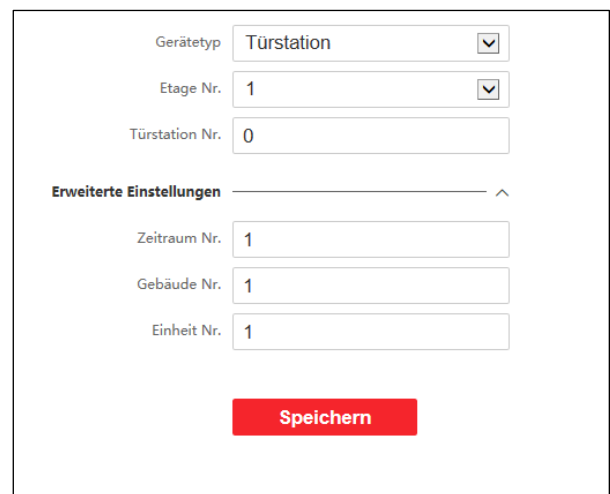 Gerätetyp Türstation
Etage Nr. 1
Türstation Nr. 0
Erweiterte Einstellungen
Zeitraum Nr. 1
Gebäude Nr. 1
Einheit Nr. 1
Speichern